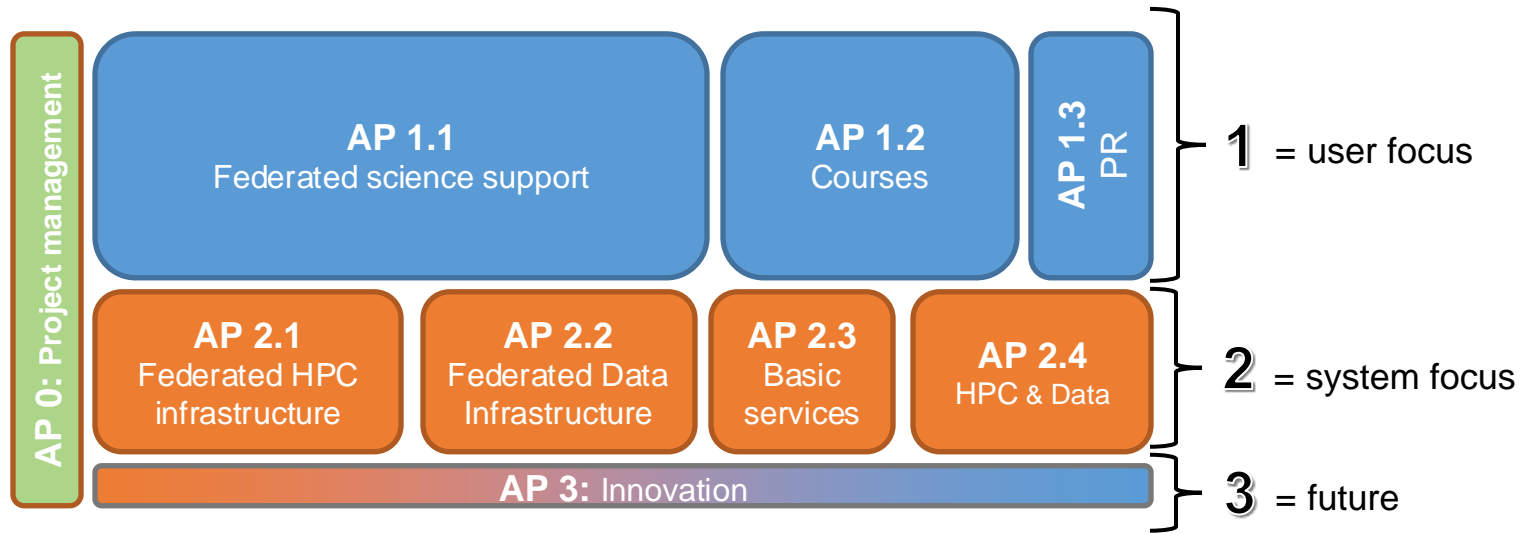 AP 0: Project management
AP 1.1
Federated science support
AP 1.2
Courses
AP 1.3
PR
1 = user focus
AP 2.1
Federated HPC
infrastructure
AP 2.2
Federated Data
Infrastructure
AP 2.3
Basic
services
AP 2.4
HPC & Data
2 = system focus
AP 3: Innovation
3 = future